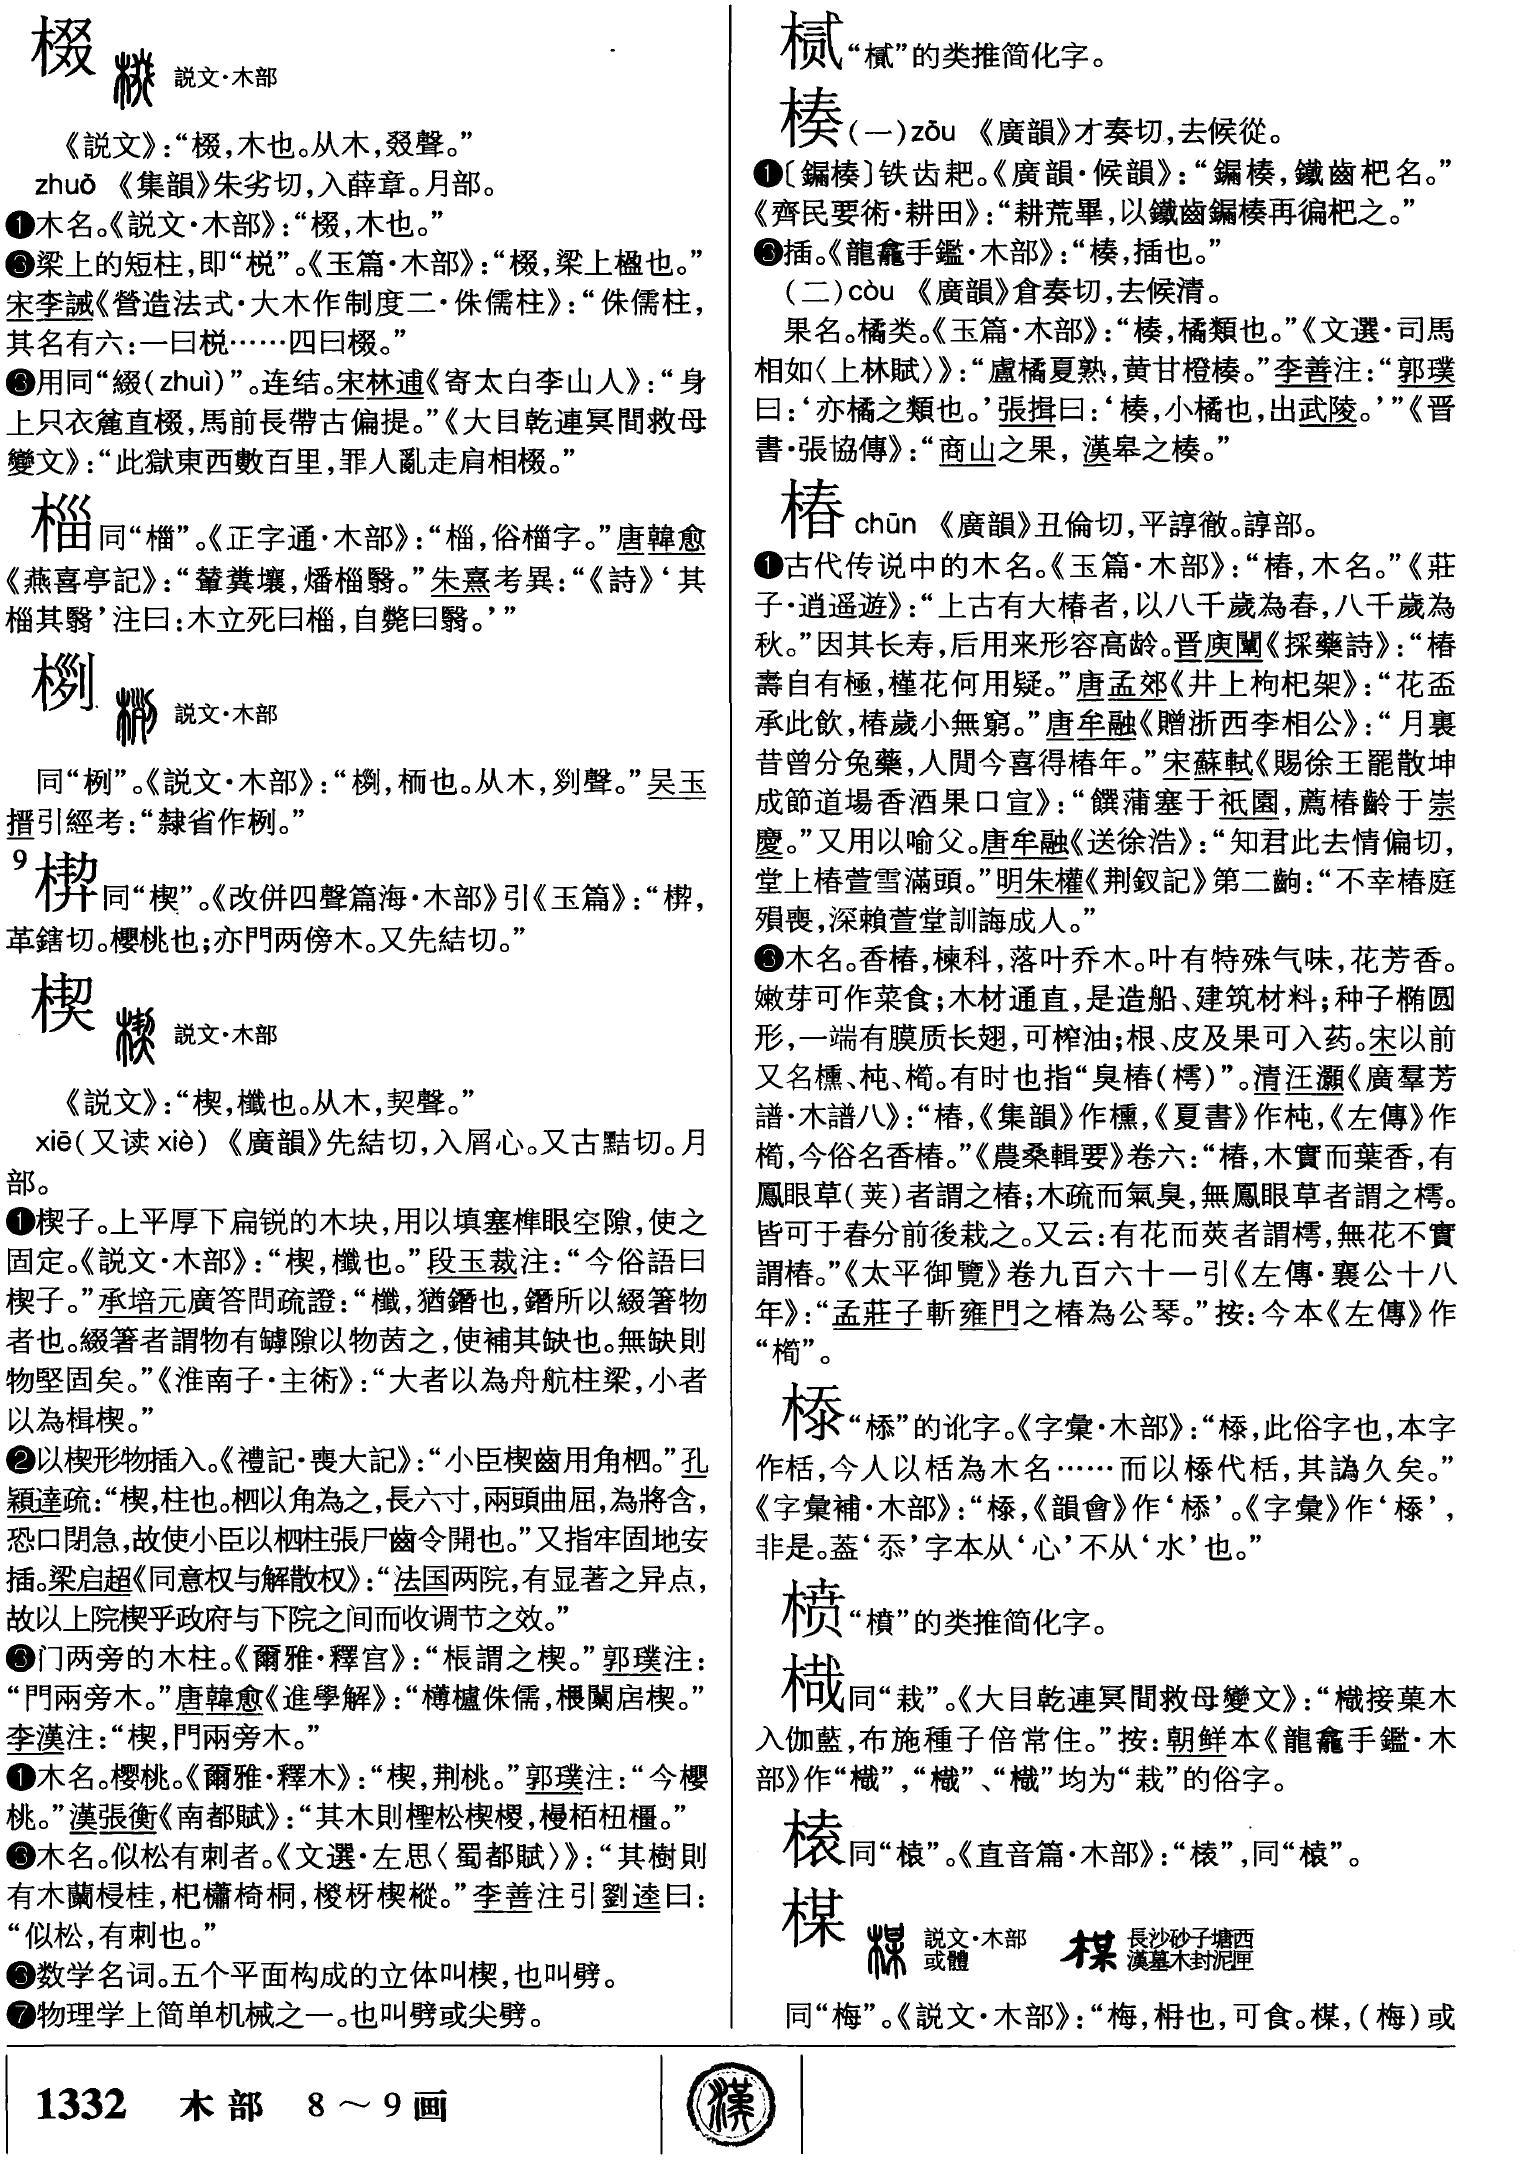 棳 説文·木部
《説文》：“棳，木也。从木，叕聲。”
zhuō 《集韻》朱劣切，入薛章。月部。
❶木名。《説文·木部》：“棳，木也。”
❸梁上的短柱，即“棁”。《玉篇·木部》：“棳，梁上楹也。”
宋李誡《營造法式·大木作制度二·侏儒柱》：“侏儒柱，
其名有六：一曰棁……四曰棳。”
❸用同“綴（zhuì）”。连结。宋林逋《寄太白李山人》：“身
上只衣麄直棳，馬前長帶古偏提。”《大目乾連冥間救母
變文》：“此獄東西數百里，罪人亂走肩相棳。”
椔同“樆”。《正字通·木部》：“椔，俗字。”唐韓愈
《燕喜亭記》：“輦糞壤，燔椔翳。”朱熹考異：“《詩》‘其
椔其翳’注曰：木立死曰椔，自斃曰翳。’”
説文·木部
同“栵”。《説文·木部》：“栵，栭也。从木，𠛱聲。”吴玉
搢引經考：“隸省作栵。”
9
同“楔”。《改併四聲篇海·木部》引《玉篇》：“
革鎋切。櫻桃也；亦門两傍木。又先結切。”
楔 説文·木部
《説文》：“楔，櫼也。从木，契聲。”
xiē（又读 xiè） 《廣韻》先結切，入屑心。又古黠切。月
部。
❶楔子。上平厚下扁锐的木块，用以填塞榫眼空隙，使之
固定。《説文·木部》：“楔，櫼也。”段玉裁注：“今俗語曰
楔子。”承培元廣答問疏證：“櫼，猶鐕也，鐕所以綴箸物
者也。綴箸者謂物有罅隙以物茵之，使補其缺也。無缺則
物堅固矣。”《淮南子·主術》：“大者以為舟航柱梁，小者
以為楫楔。”
❷以楔形物插入。《禮記·喪大記》：“小臣楔齒用角柶。”孔
穎達疏：“楔，柱也。柶以角為之，長六寸，兩頭曲屈，為將含，
恐口閉急，故使小臣以柶柱張尸齒令開也。”又指牢固地安
插。梁启超《同意权与解散权》：“法国两院，有显著之异点，
故以上院楔乎政府与下院之间而收调节之效。”
❸门两旁的木柱。《爾雅·釋宫》：“棖謂之楔。”郭璞注：
“門兩旁木。”唐韓愈《進學解》：“欂櫨侏儒，椳闑扂楔。”
李漢注：“楔，門兩旁木。”
❶木名。樱桃。《爾雅·釋木》：“楔，荆桃。”郭璞注：“今櫻
桃。”漢張衡《南都賦》：“其木則檉松楔㮨，槾栢杻橿。”
❸木名。似松有刺者。《文選·左思〈蜀都賦〉》：“其樹則
有木蘭梫桂，杞櫹椅桐，椶枒楔樅。”李善注引劉逵曰：
“似松，有刺也。”
❸数学名词。五个平面构成的立体叫楔，也叫劈。
❼物理学上简单机械之一。也叫劈或尖劈。
“樲”的类推简化字。
楱（一）zōu 《廣韻》才奏切，去候從。
❶〔鏰楱〕铁齿耙。《廣韻·候韻》：“楱，鐵齒杷名。”
《齊民要術·耕田》：“耕荒畢，以鐵齒楱再徧杷之。”
❸插。《龍龕手鑑·木部》：“楱，插也。”
（二）còu 《廣韻》倉奏切，去候清。
果名。橘类。《玉篇·木部》：“楱，橘類也。”《文選·司馬
相如〈上林賦〉》：“盧橘夏熟，黄甘橙楱。”李善注：“郭璞
曰：‘亦橘之類也。’張揖曰：‘楱，小橘也，出武陵。’”《晋
書·張協傳》：“商山之果，漢皋之楱。”
椿 chūn 《廣韻》丑倫切，平諄徹。諄部。
❶古代传说中的木名。《玉篇·木部》：“椿，木名。”《莊
子·逍遥遊》：“上古有大椿者，以八千歲為春，八千歲為
秋。”因其长寿，后用来形容高龄。晋庾闡《採藥詩》：“椿
壽自有極，槿花何用疑。”唐孟郊《井上枸杞架》：“花盃
承此飲，椿歲小無窮。”唐牟融《贈浙西李相公》：“月裏
昔曾分兔藥，人間今喜得椿年。”宋蘇軾《賜徐王罷散坤
成節道場香酒果口宣》：“饌蒲塞于祇園，薦椿齡于崇
慶。”又用以喻父。唐牟融《送徐浩》：“知君此去情偏切，
堂上椿萱雪滿頭。”明朱權《荆釵記》第二齣：“不幸椿庭
殞喪，深賴萱堂訓誨成人。”
❸木名。香椿，楝科，落叶乔木。叶有特殊气味，花芳香。
嫩芽可作菜食；木材通直，是造船、建筑材料；种子椭圆
形，一端有膜质长翅，可榨油；根、皮及果可入药。宋以前
又名櫄、杶、橁。有时也指“臭椿（樗）”。清汪灝《廣羣芳
譜·木譜八》：“椿，《集韻》作櫄，《夏書》作杶，《左傳》作
橁，今俗名香椿。”《農桑輯要》卷六：“椿，木實而葉香，有
鳳眼草（荚）者謂之椿；木疏而氣臭，無鳳眼草者謂之樗。
皆可于春分前後栽之。又云：有花而莢者謂樗，無花不實
謂椿。”《太平御覽》卷九百六十一引《左傳·襄公十八
年》：“孟莊子斬雍門之椿為公琴。”按：今本《左傳》作
“橁”。
“㮇”的讹字。《字彙·木部》：“此俗字也，本字
作栝，今人以栝為木名……而以代栝，其譌久矣。”
《字彙補·木部》：“《韻會》作‘㮇’。《字彙》作
非是。葢‘忝’字本从‘心’不从‘水’也。”
“橨”的类推简化字。
同“栽”。《大目乾連冥間救母變文》：“接菓木
入伽藍，布施種子倍常住。”按：朝鲜本《龍龕手鑑·木
部》作均为“栽”的俗字。
同“榬”。《直音篇·木部》：同“榬”。
楳 説文·木部或體 長沙砂子塘西漢墓木封泥匣
同“梅”。《説文·木部》：“梅，枏也，可食。楳，（梅）或
1332 木部 8～9画
漢